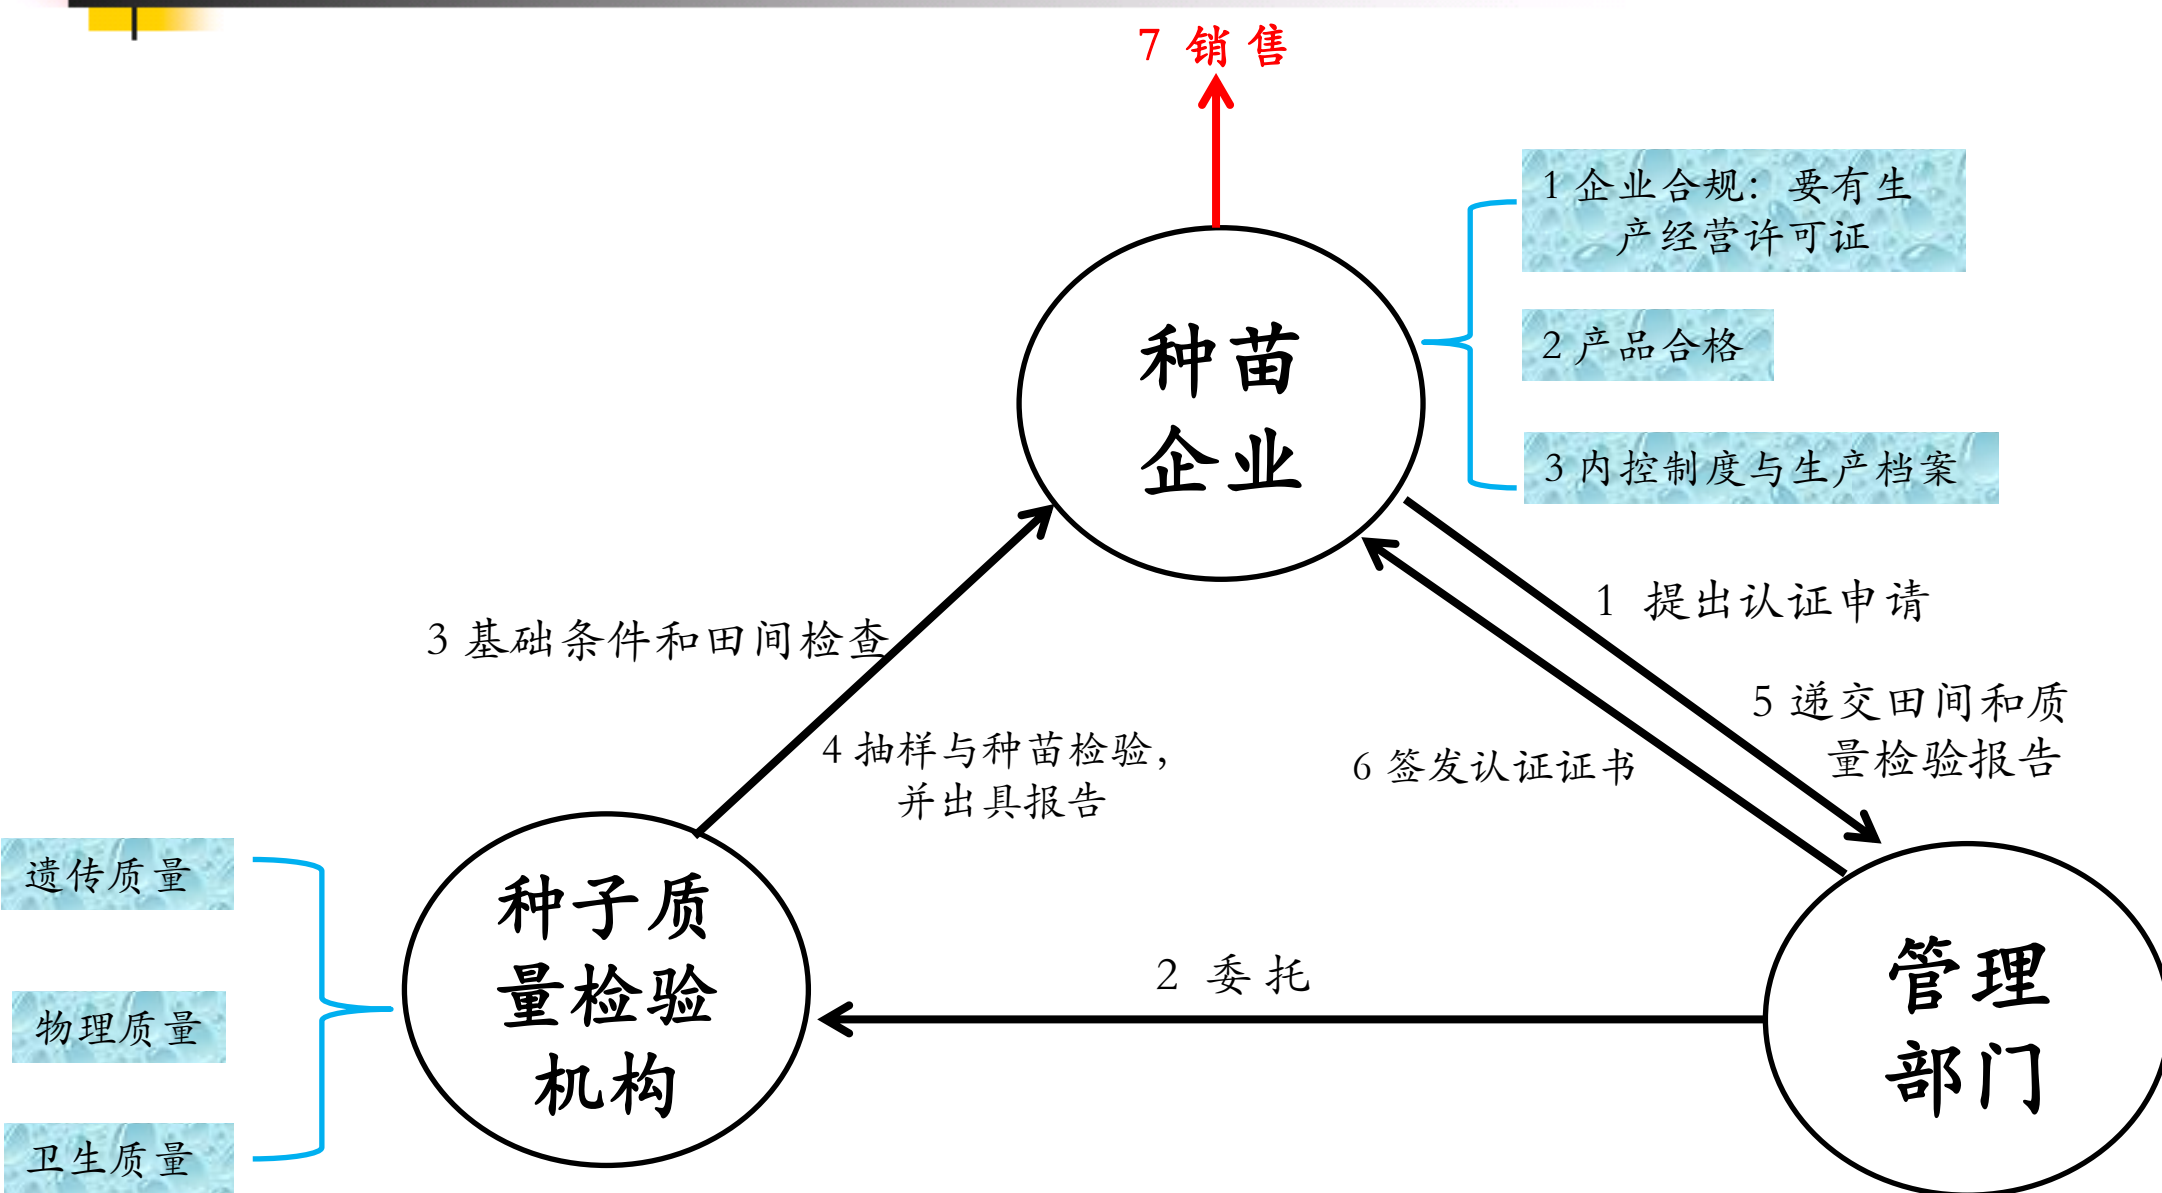 7 销售
1 企业合规：要有生
产经营许可证
2 产品合格
3 内控制度与生产档案
种苗
企业
1 提出认证申请
3 基础条件和田间检查
5 递交田间和质
量检验报告
4 抽样与种苗检验，
并出具报告
6 签发认证证书
遗传质量
物理质量
卫生质量
种子质
量检验
机构
2 委托
管理
部门